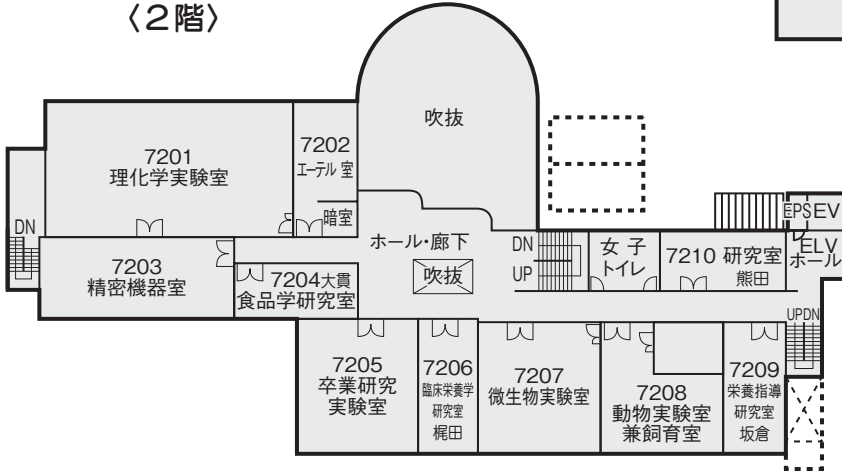 〈2階〉
吹抜
7201
理化学実験室
7202
エーテル室
暗室
DN
7203
精密機器室
7204大貫
食品学研究室
ホール・廊下
吹抜
DN
UP
女子
トイレ
7210 研究室
熊田
EPS
EV
ELV
ホール
UPDN
7205
卒業研究
実験室
7206
臨床栄養学
研究室
梶田
7207
微生物実験室
7208
動物実験室
兼飼育室
7209
栄養指導
研究室
坂倉